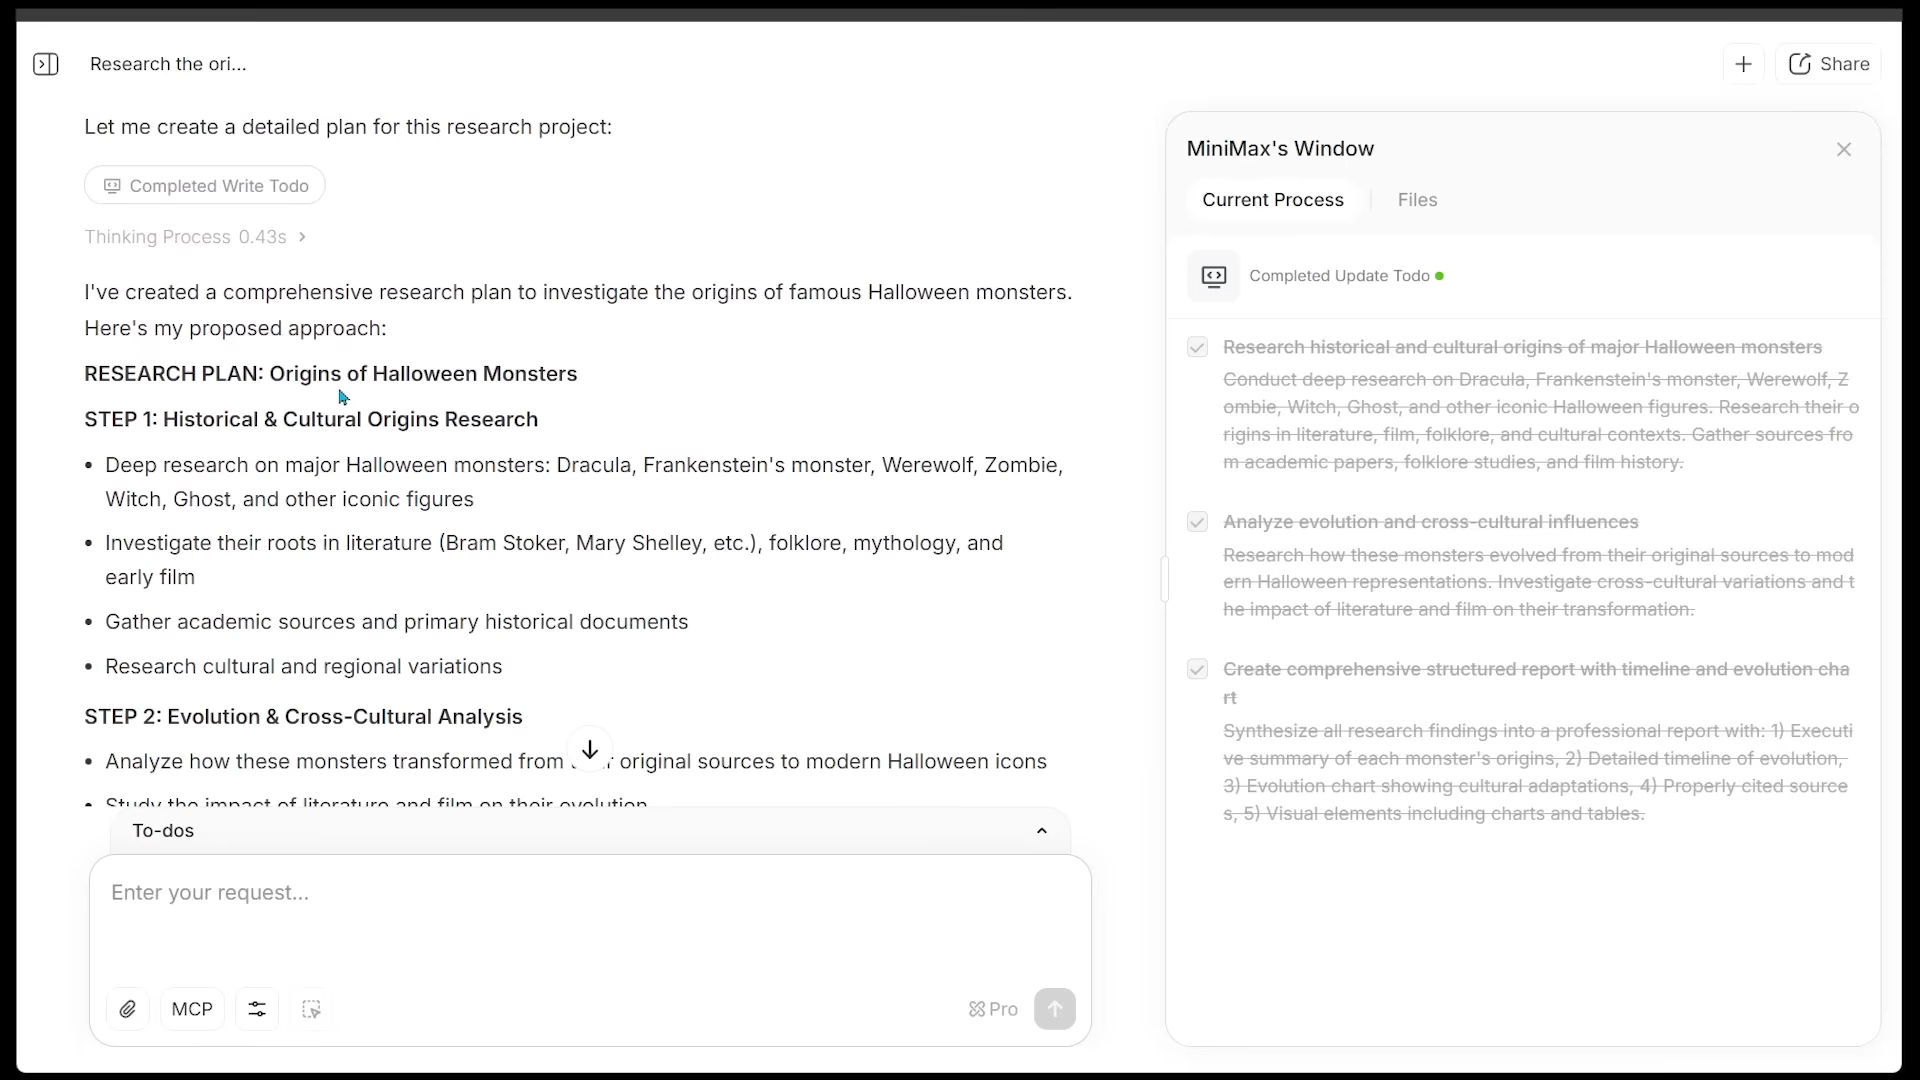 Research the ori...
Share
Let me create a detailed plan for this research project:
Completed Write Todo
Thinking Process 0.43s
I've created a comprehensive research plan to investigate the origins of famous Halloween monsters.
Here's my proposed approach:
RESEARCH PLAN: Origins of Halloween Monsters
STEP 1: Historical & Cultural Origins Research
• Deep research on major Halloween monsters: Dracula, Frankenstein's monster, Werewolf, Zombie,
Witch, Ghost, and other iconic figures
• Investigate their roots in literature (Bram Stoker, Mary Shelley, etc.), folklore, mythology, and
early film
• Gather academic sources and primary historical documents
• Research cultural and regional variations
STEP 2: Evolution & Cross-Cultural Analysis
• Analyze how these monsters transformed from original sources to modern Halloween icons
• Study the impact of literature and film on their evolution
To-dos
Enter your request...
MCP
Pro
MiniMax's Window
Current Process
Files
Completed Update Todo
Research historical and cultural origins of major Halloween monsters
Conduct deep research on Dracula, Frankenstein's monster, Werewolf, Z
ombie, Witch, Ghost, and other iconic Halloween figures. Research their o
rigins in literature, film, folklore, and cultural contexts. Gather sources fro
m academic papers, folklore studies, and film history.
Analyze evolution and cross-cultural influences
Research how these monsters evolved from their original sources to mod
ern Halloween representations. Investigate cross-cultural variations and t
he impact of literature and film on their transformation.
Create comprehensive structured report with timeline and evolution cha
rt
Synthesize all research findings into a professional report with: 1) Executi
ve summary of each monster's origins, 2) Detailed timeline of evolution,
3) Evolution chart showing cultural adaptations, 4) Properly cited source
s, 5) Visual elements including charts and tables.